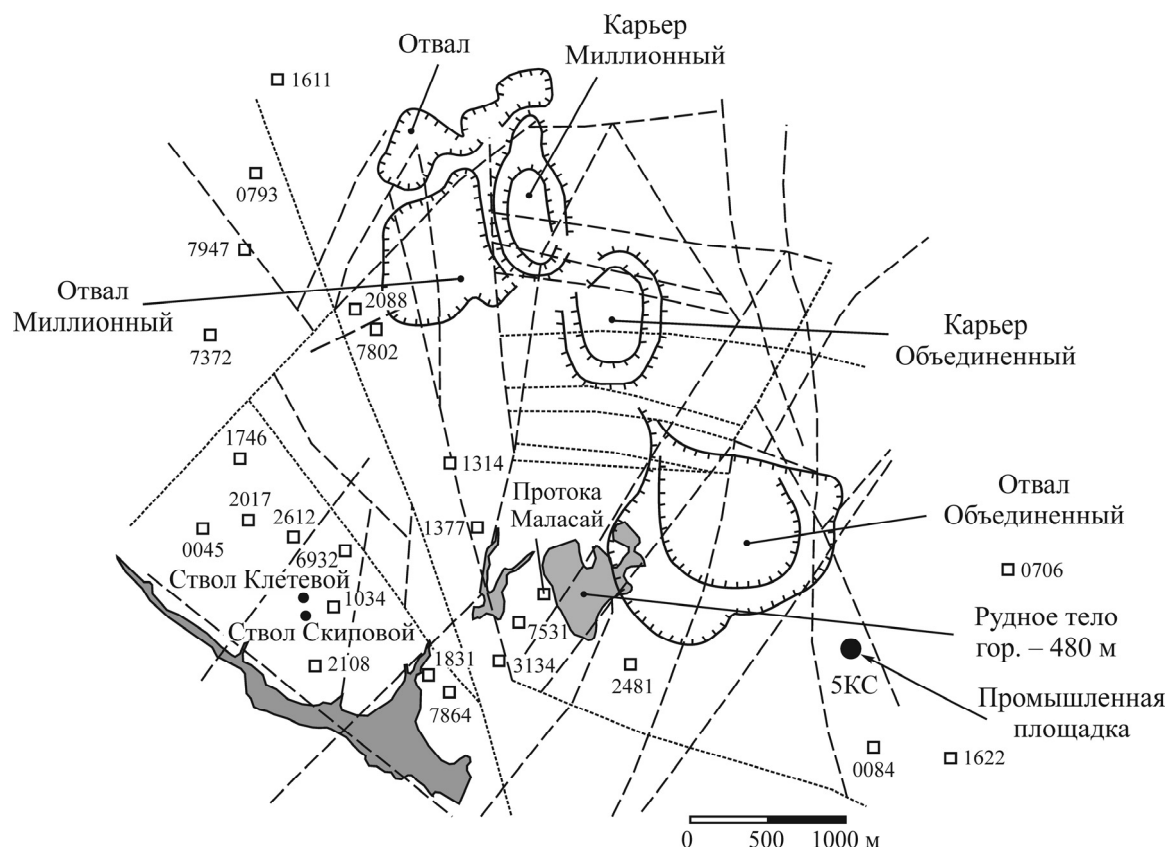 Отвал
Карьер
Миллионный
1611
0793
7947
Отвал
Миллионный
2088
7802
7372
Карьер
Объединенный
1746
1314
2017
2612
0045
6932
1377
Протока
Маласай
Отвал
Объединенный
0706
Ствол Клетевой
1034
Ствол Скиповой
7531
Рудное тело
гор. – 480 м
2108
1831
3134
2481
5КС
7864
Промышленная
площадка
0084
1622
0
500
1000 м